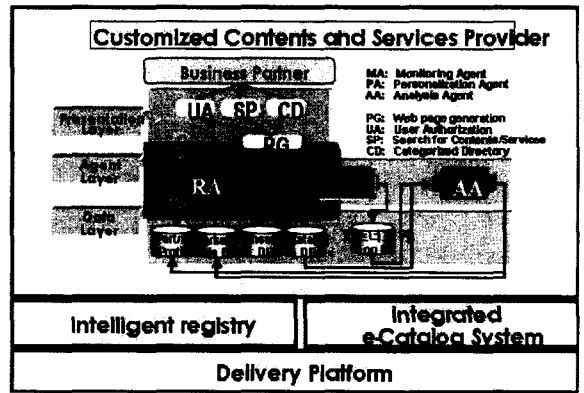 Customized Contents and Services Provider
Business Partner
MA: Monitoring Agent
PA: Personalization Agent
AA: Analysis Agent
UA SP CD
PG: Web page generation
UA: User Authorization
SP: Search for Contents/Services
CD: Categorized Directory
Presentation Layer
PG
Agent Layer
RA
AA
Data Layer
Intelligent registry
Integrated
e-Catalog System
Delivery Platform